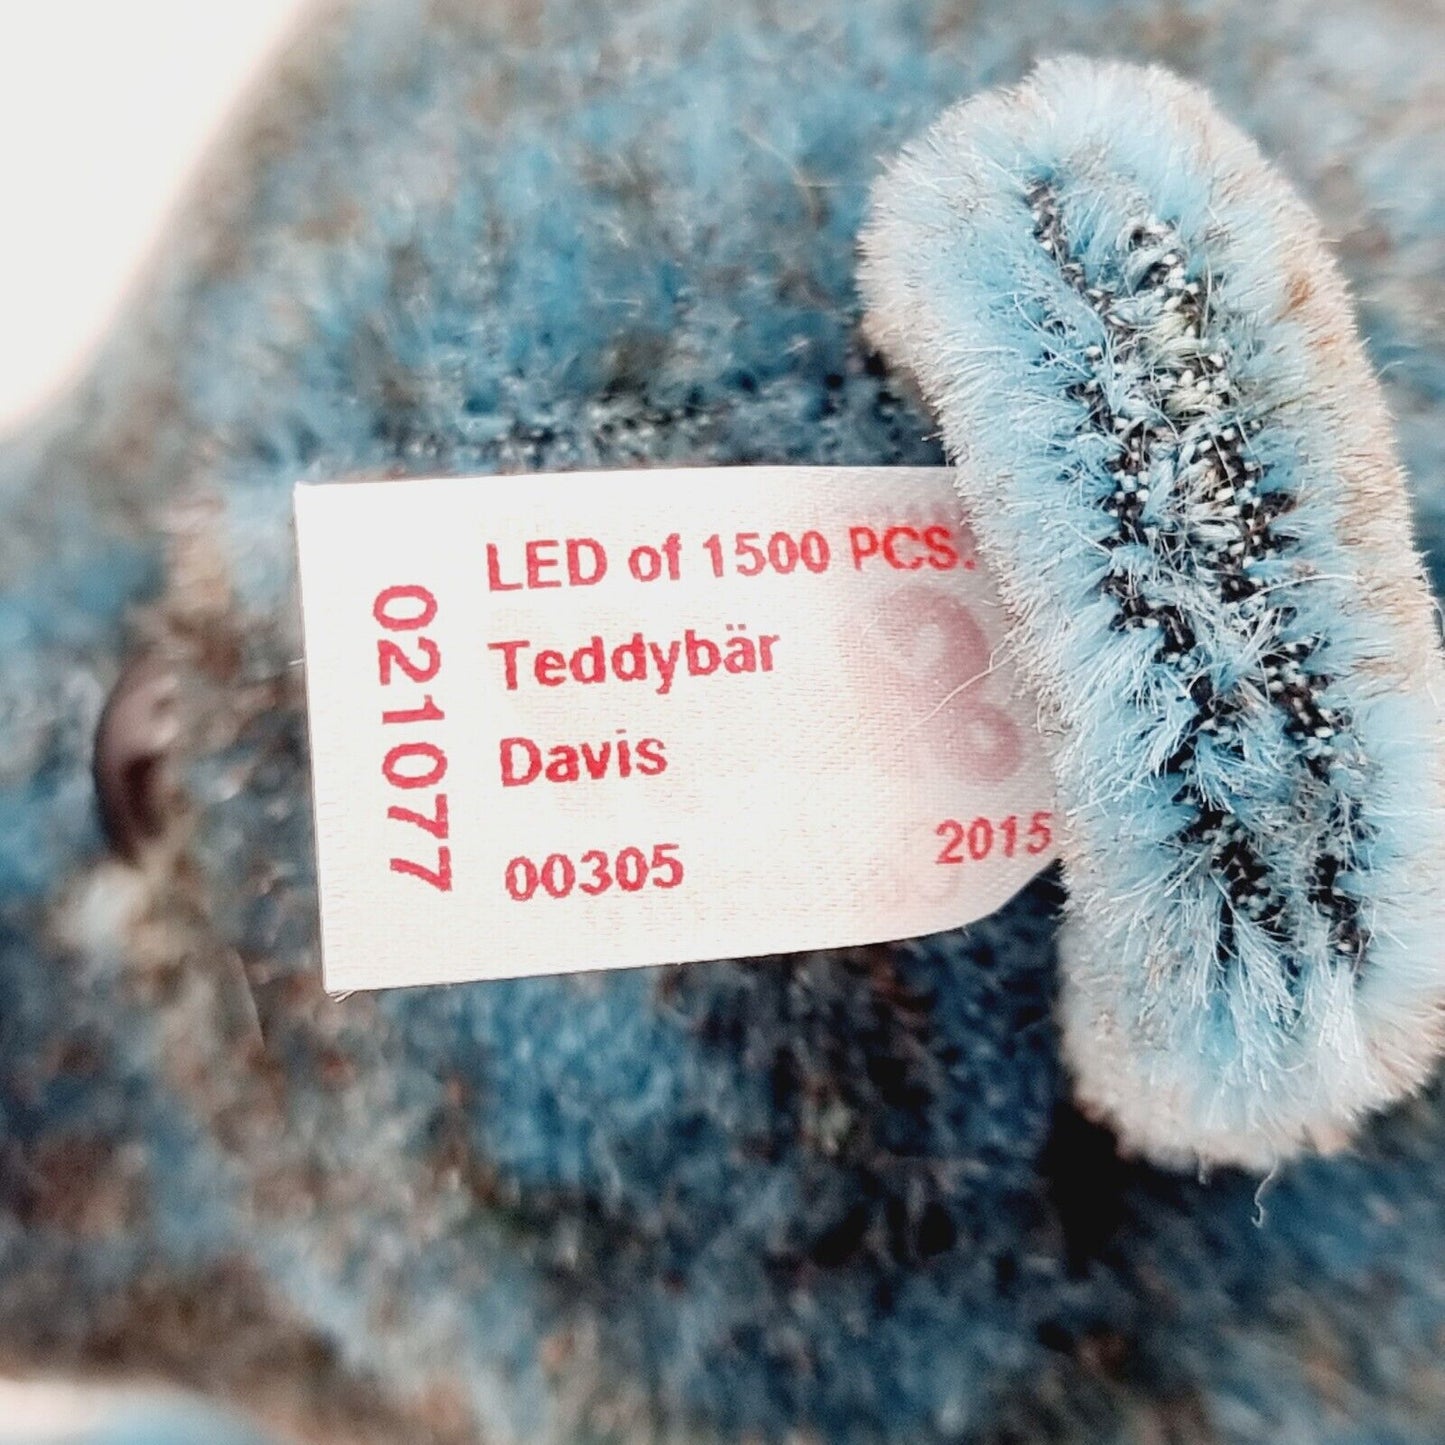 LED of 1500 PCS.
Teddybär
Davis
00305 2015
021077